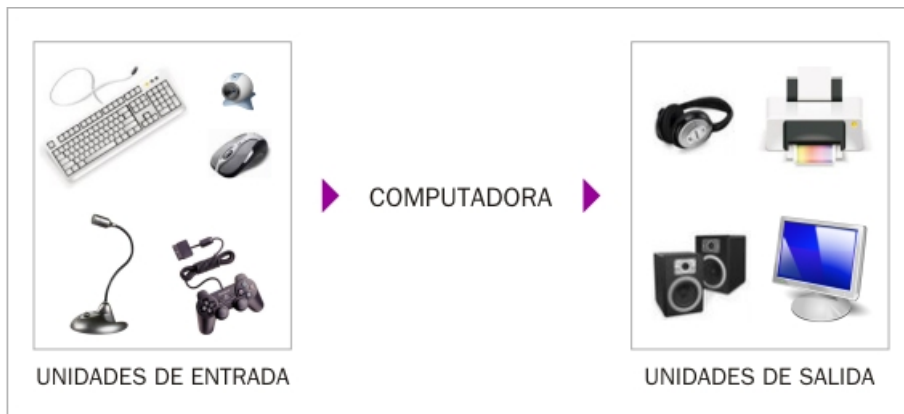 COMPUTADORA
UNIDADES DE ENTRADA
UNIDADES DE SALIDA